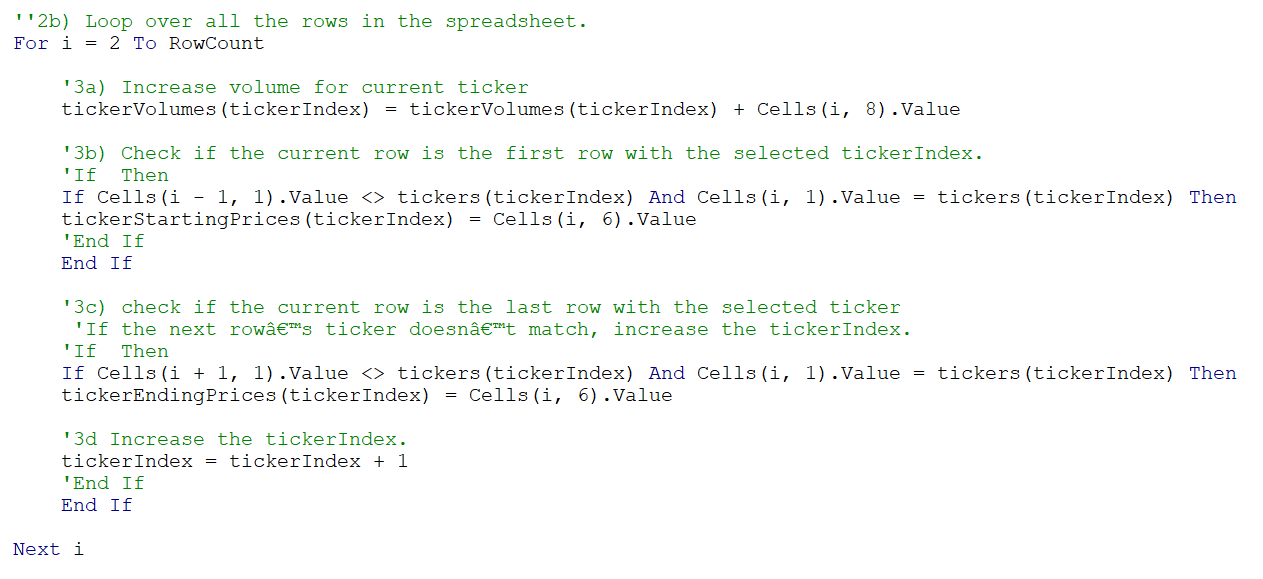 ''2b) Loop over all the rows in the spreadsheet.
For i = 2 To RowCount
'3a) Increase volume for current ticker
tickerVolumes(tickerIndex) = tickerVolumes(tickerIndex) + Cells(i, 8).Value
'3b) Check if the current row is the first row with the selected tickerIndex.
'If  Then
If Cells(i - 1, 1).Value <> tickers(tickerIndex) And Cells(i, 1).Value = tickers(tickerIndex) Then
tickerStartingPrices(tickerIndex) = Cells(i, 6).Value
'End If
End If
'3c) check if the current row is the last row with the selected ticker
'If the next rowâ€™s ticker doesnâ€™t match, increase the tickerIndex.
'If  Then
If Cells(i + 1, 1).Value <> tickers(tickerIndex) And Cells(i, 1).Value = tickers(tickerIndex) Then
tickerEndingPrices(tickerIndex) = Cells(i, 6).Value
'3d Increase the tickerIndex.
tickerIndex = tickerIndex + 1
'End If
End If
Next i